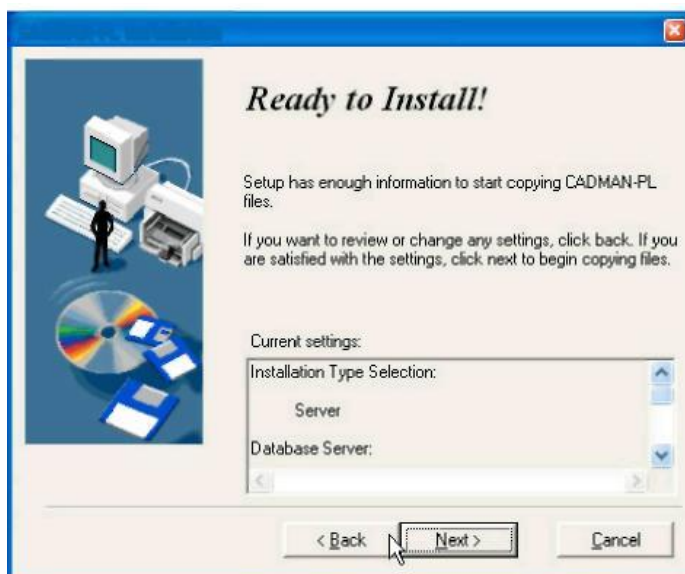 Ready to Install!
Setup has enough information to start copying CADMAN-PL
files.
If you want to review or change any settings, click back. If you
are satisfied with the settings, click next to begin copying files.
Current settings:
Installation Type Selection:
Server
Database Server:
< Back
Next >
Cancel